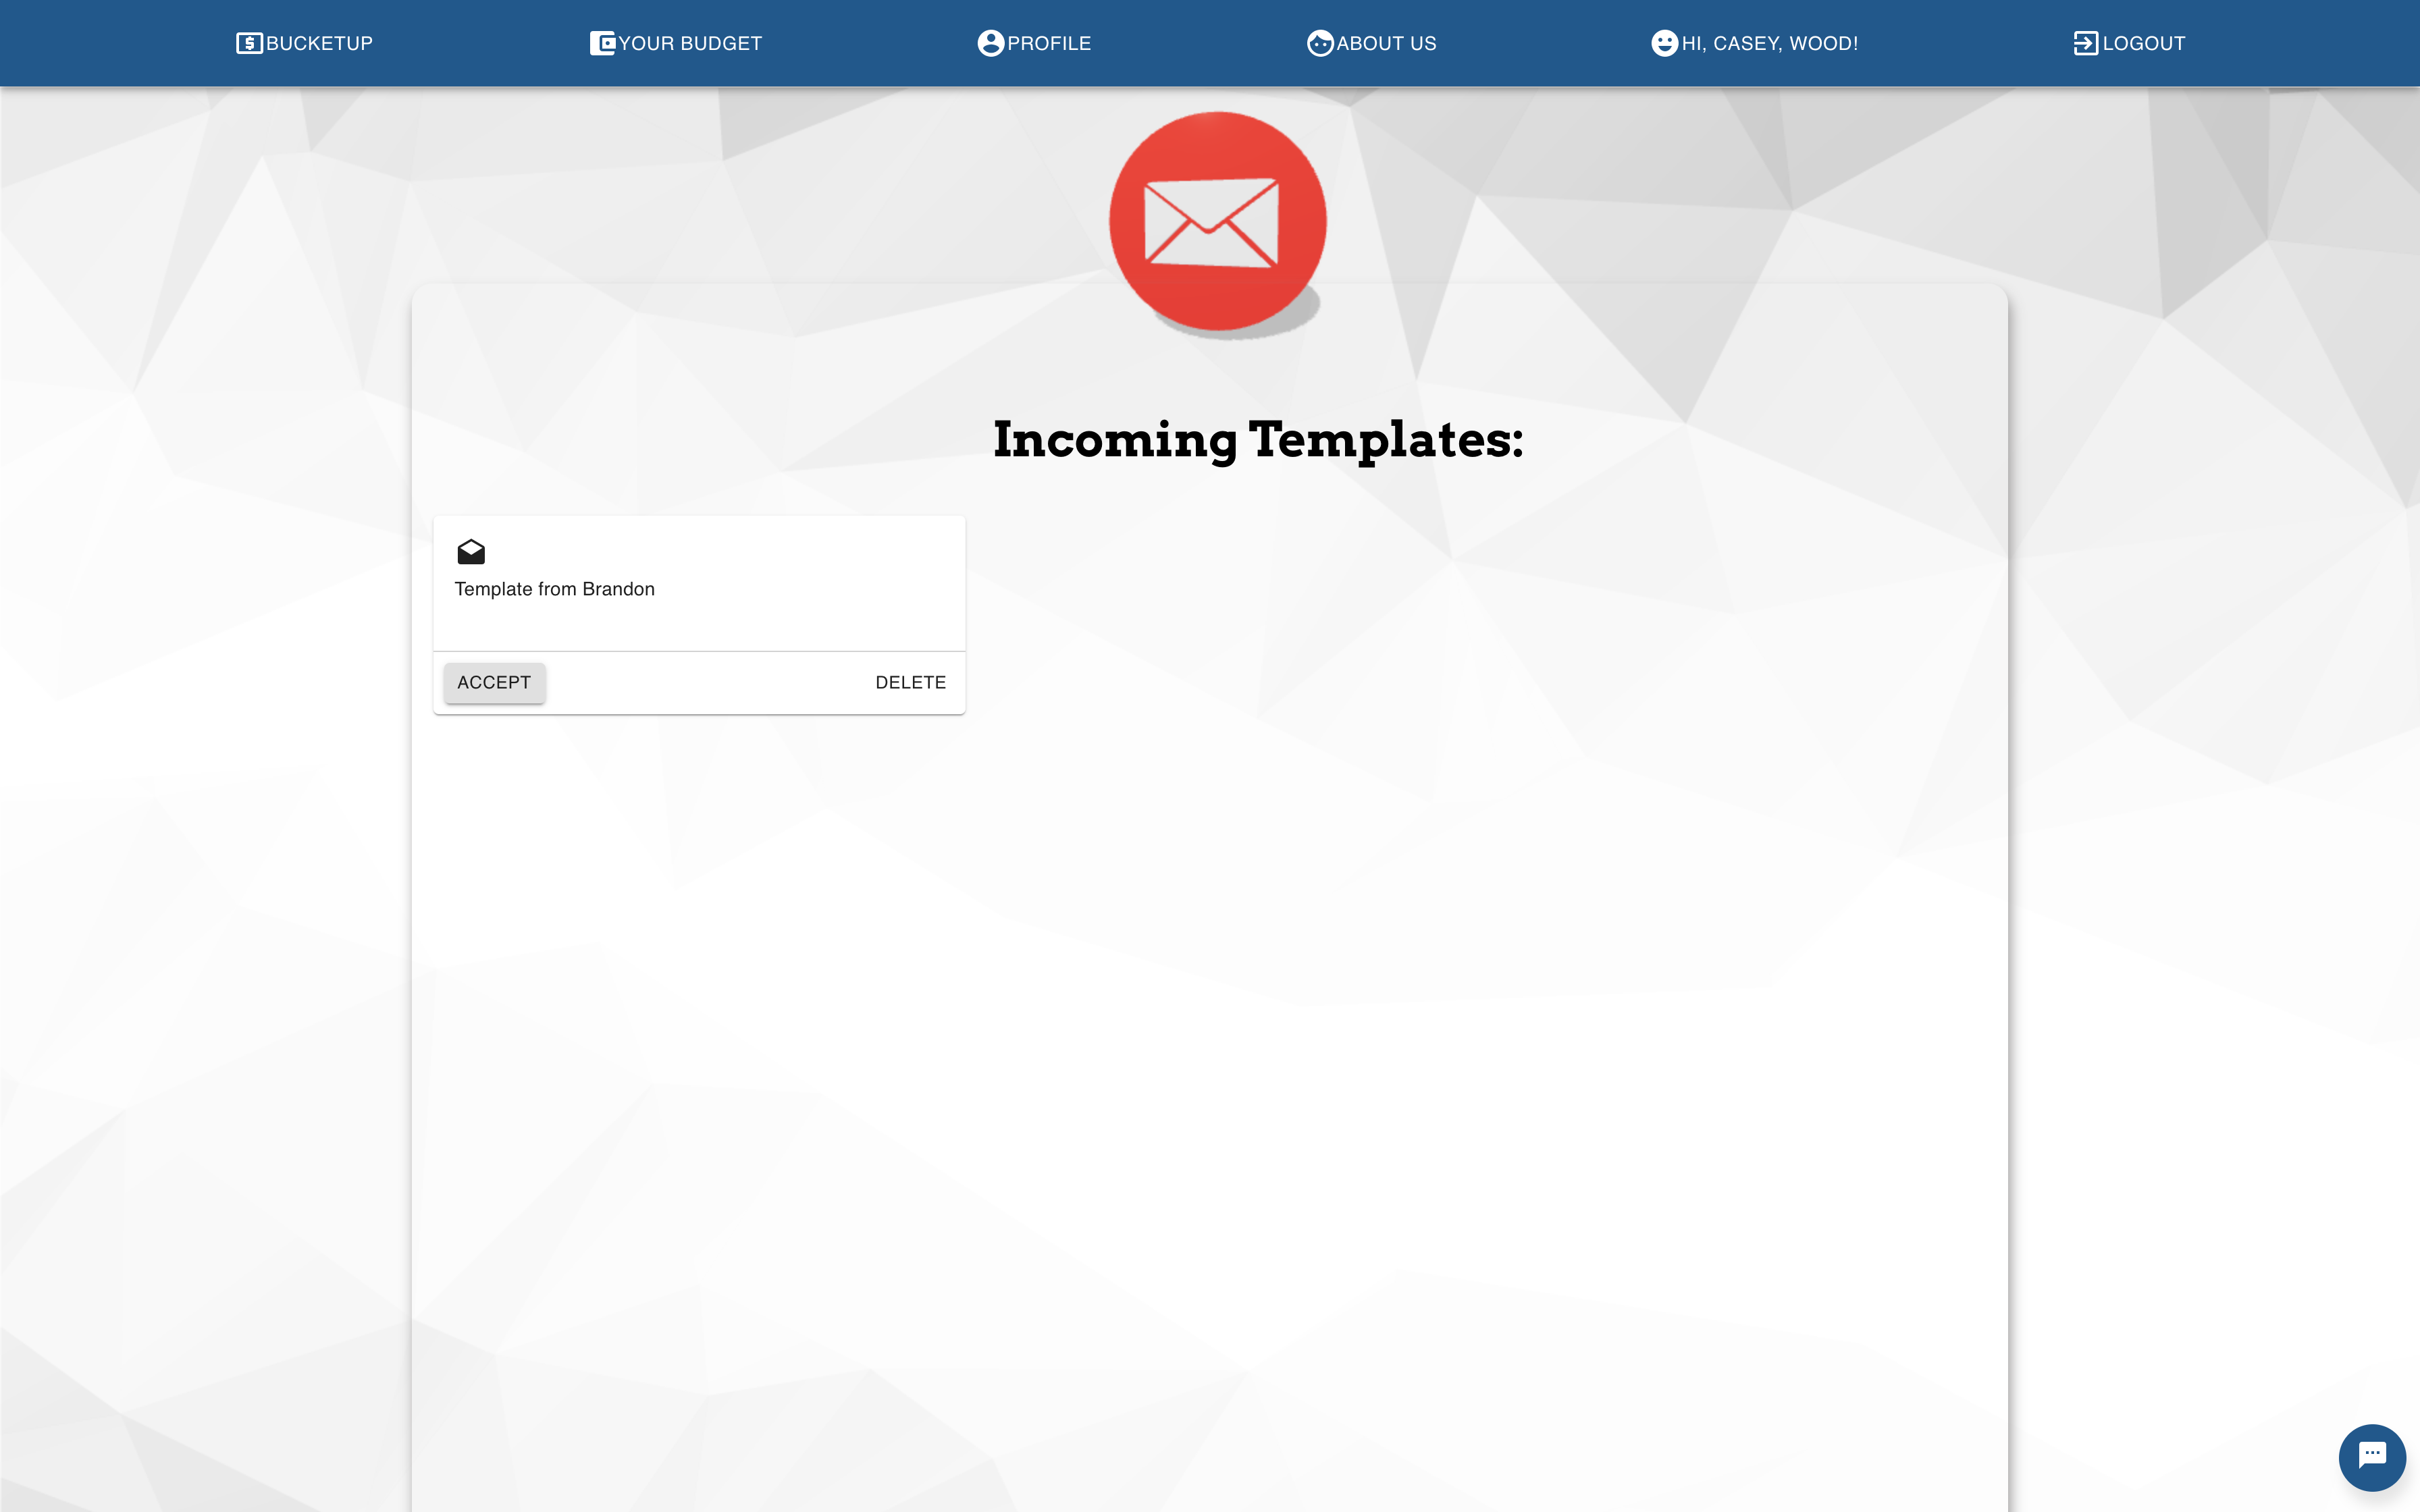 BUCKETUP
YOUR BUDGET
PROFILE
ABOUT US
HI, CASEY, WOOD!
LOGOUT
Incoming Templates:
Template from Brandon
ACCEPT
DELETE